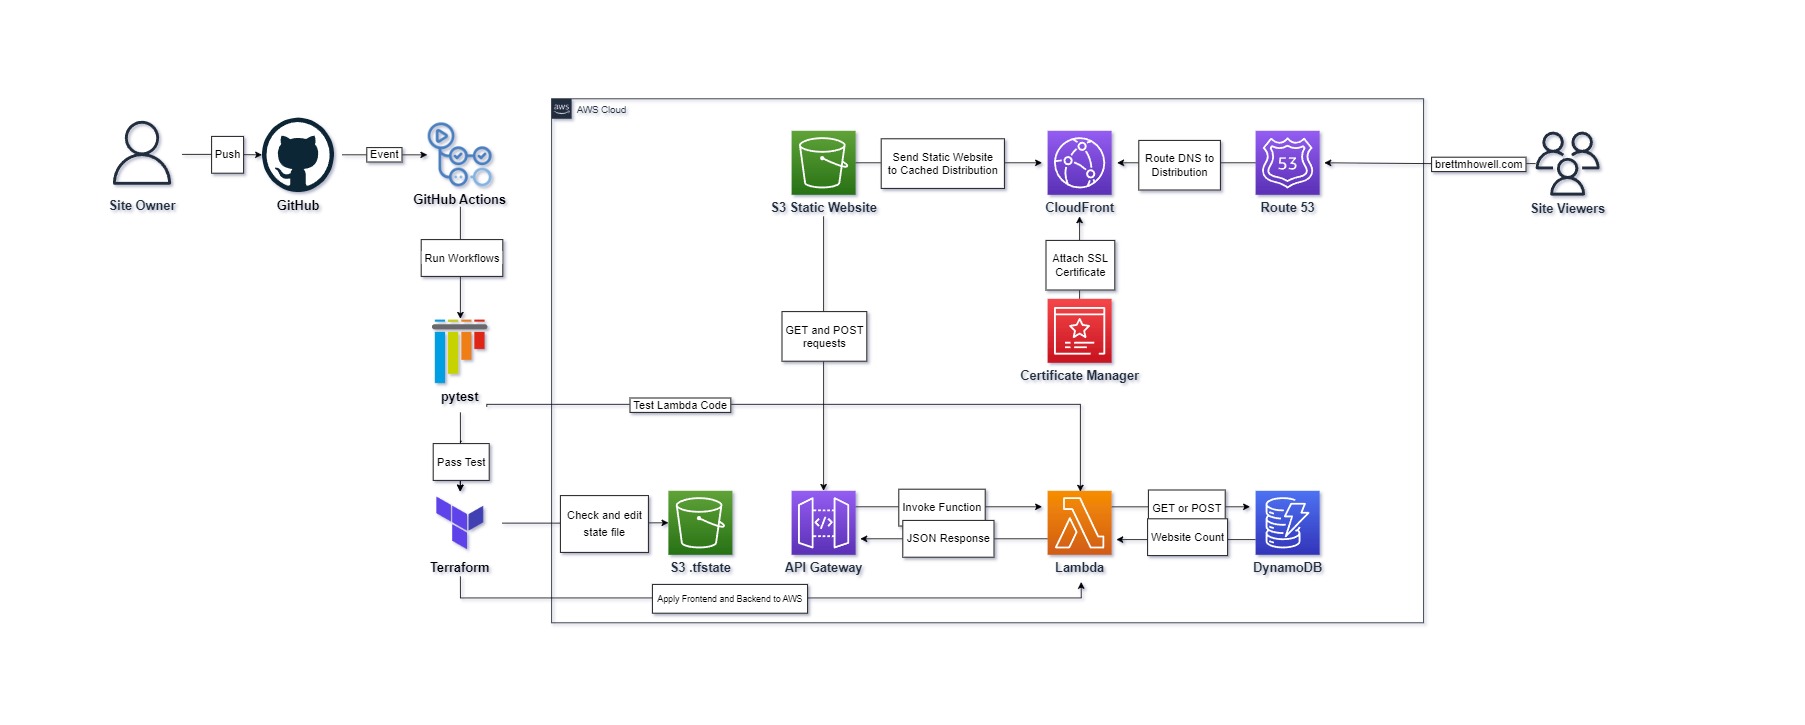 aws
AWS Cloud
Push
Event
Site Owner
GitHub
GitHub Actions
Send Static Website
to Cached Distribution
Route DNS to
Distribution
53
brettmhowell.com
S3 Static Website
CloudFront
Route 53
Site Viewers
Run Workflows
Attach SSL
Certificate
GET and POST
requests
Certificate Manager
pytest
Test Lambda Code
Pass Test
Check and edit
state file
Invoke Function
JSON Response
GET or POST
Website Count
</>
Terraform
S3 .tfstate
API Gateway
Lambda
DynamoDB
Apply Frontend and Backend to AWS